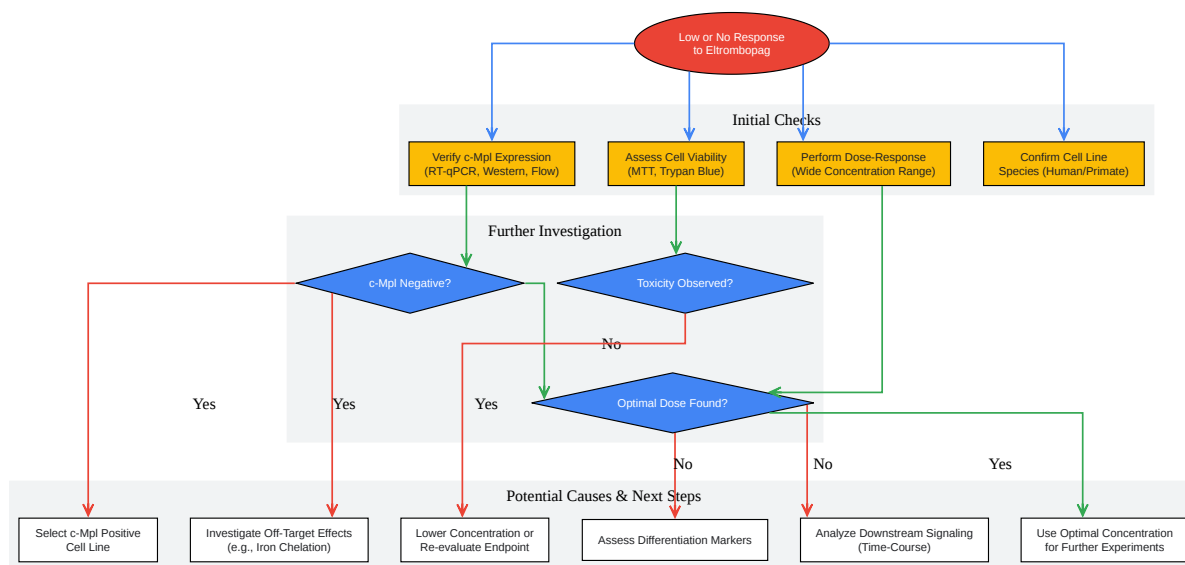 Low or No Response
to Eltrombopag
Initial Checks
Verify c-Mpl Expression
(RT-qPCR, Western, Flow)
Assess Cell Viability
(MTT, Trypan Blue)
Perform Dose-Response
(Wide Concentration Range)
Confirm Cell Line
Species (Human/Primate)
Further Investigation
c-Mpl Negative?
Toxicity Observed?
No
Optimal Dose Found?
Yes
Yes
Yes
No
No
Yes
Potential Causes & Next Steps
Select c-Mpl Positive
Cell Line
Investigate Off-Target Effects
(e.g., Iron Chelation)
Lower Concentration or
Re-evaluate Endpoint
Assess Differentiation Markers
Analyze Downstream Signaling
(Time-Course)
Use Optimal Concentration
for Further Experiments